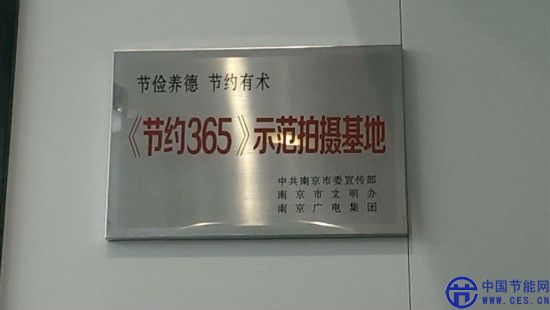 节俭养德 节约有术
《节约365》示范拍摄基地
中共南京市委宣传部
南京市文明办
南京广电集团
中国节能网
WWW.CES.CN